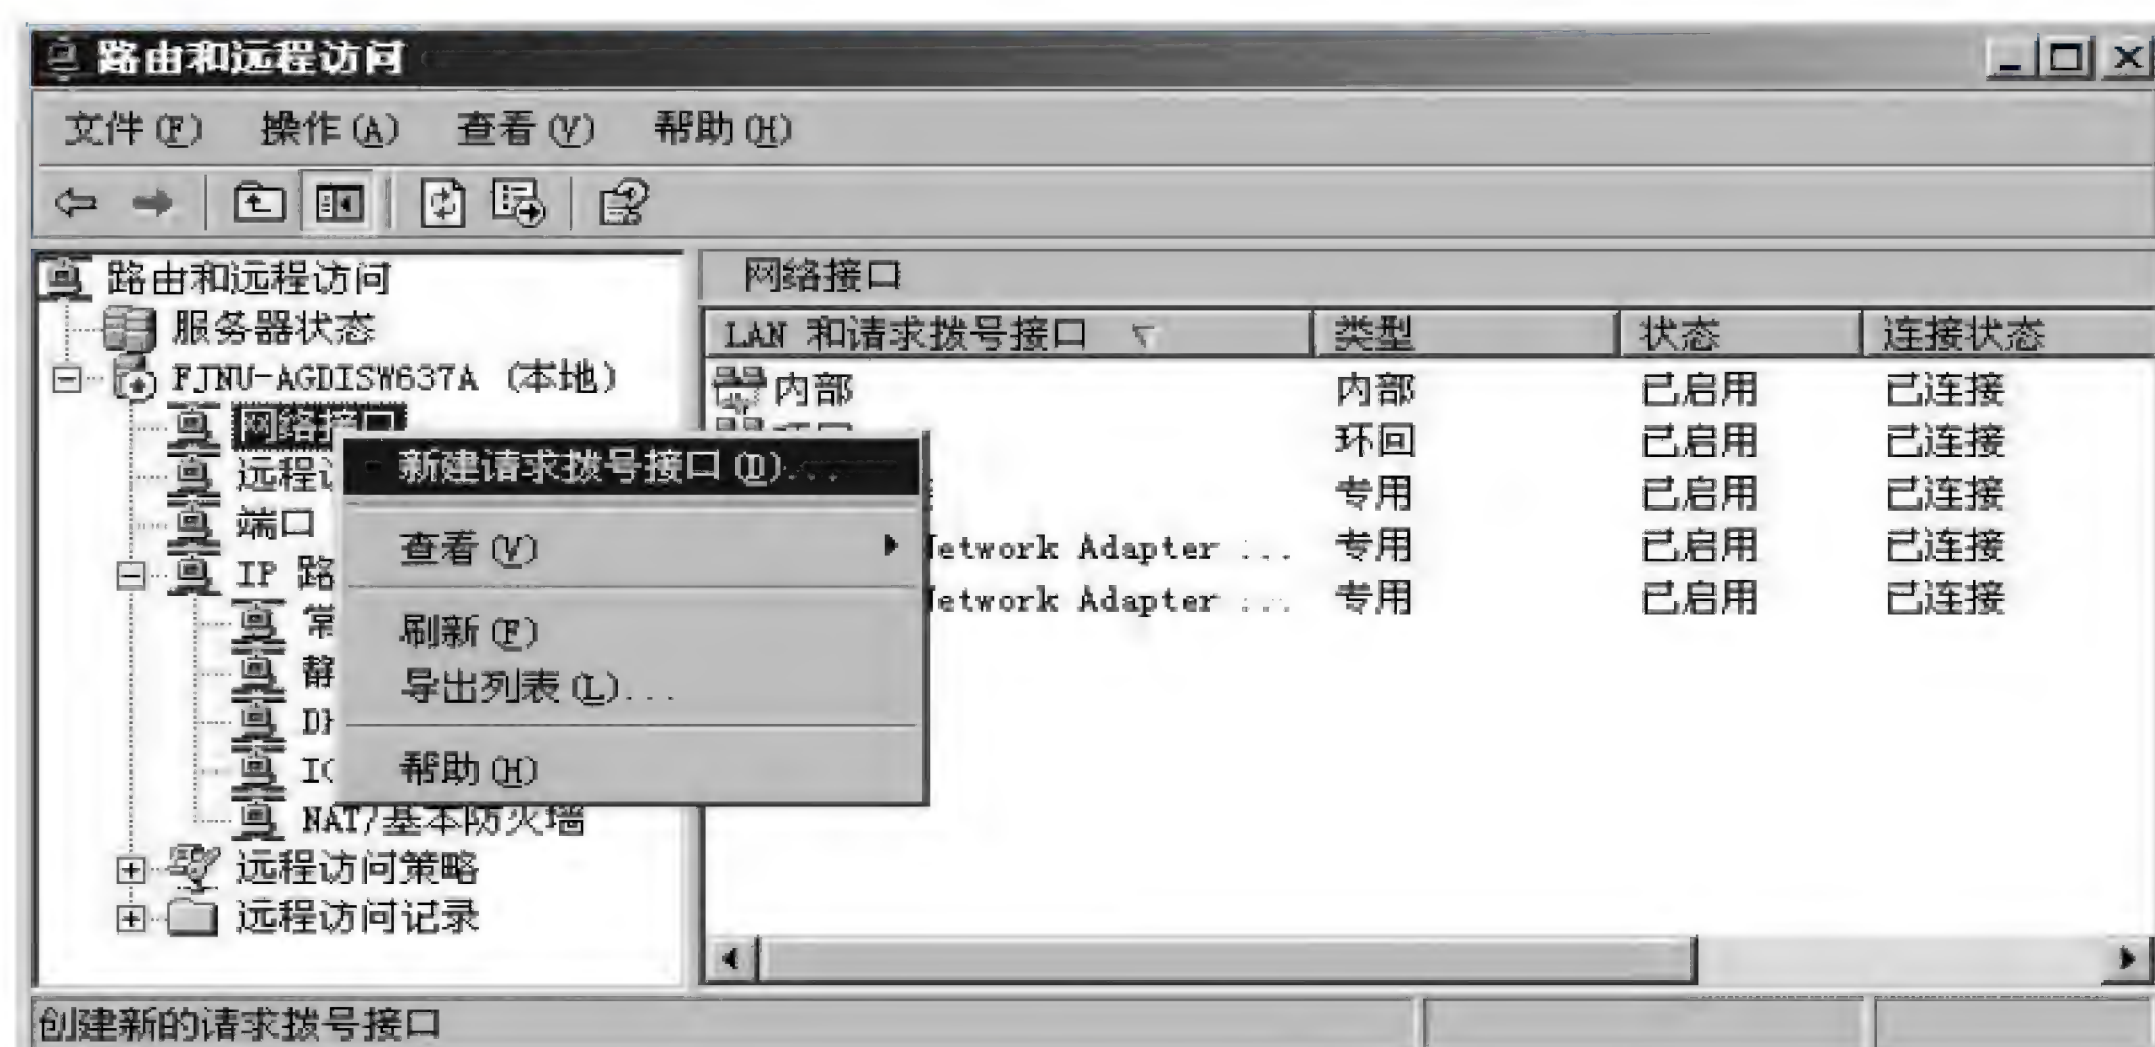 路由和远程访问
文件(F) 操作(A) 查看(V) 帮助(H)
路由和远程访问
服务器状态
FJNU-AGDISW637A (本地)
网络接口
远程
端口
IP 路
常
静
NAT/基本防火墙
远程访问策略
远程访问记录
新建请求拨号接口(D)...
查看(V)
刷新(F)
导出列表(L)...
帮助(H)
网络接口
LAN 和请求拨号接口 类型 状态 连接状态
内部 内部 已启用 已连接
环回 已启用 已连接
专用 已启用 已连接
Network Adapter ... 专用 已启用 已连接
Network Adapter ... 专用 已启用 已连接
创建新的请求拨号接口